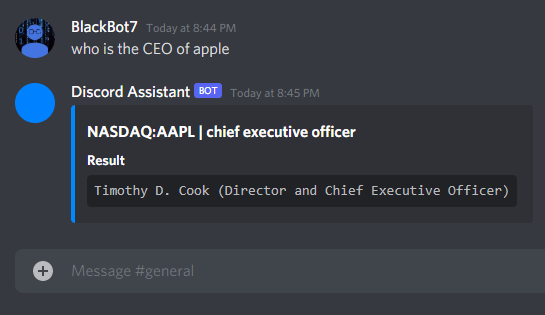 BlackBot7 Today at 8:44 PM
who is the CEO of apple
Discord Assistant BOT Today at 8:45 PM
NASDAQ:AAPL | chief executive officer
Result
Timothy D. Cook (Director and Chief Executive Officer)
Message #general